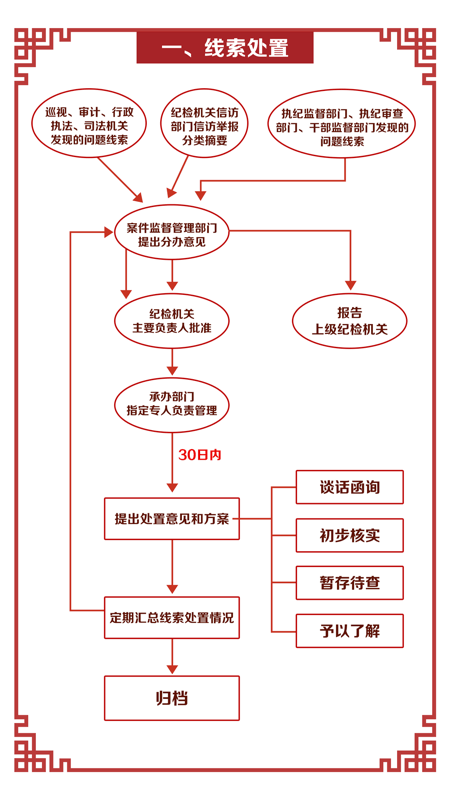 一、线索处置
巡视、审计、行政
执法、司法机关
发现的问题线索
纪检机关信访
部门信访举报
分类摘要
执纪监督部门、执纪审查
部门、干部监督部门发现的
问题线索
案件监督管理部门
提出分办意见
纪检机关
主要负责人批准
报告
上级纪检机关
承办部门
指定专人负责管理
30日内
提出处置意见和方案
谈话函询
初步核实
暂存待查
予以了解
定期汇总线索处置情况
归档